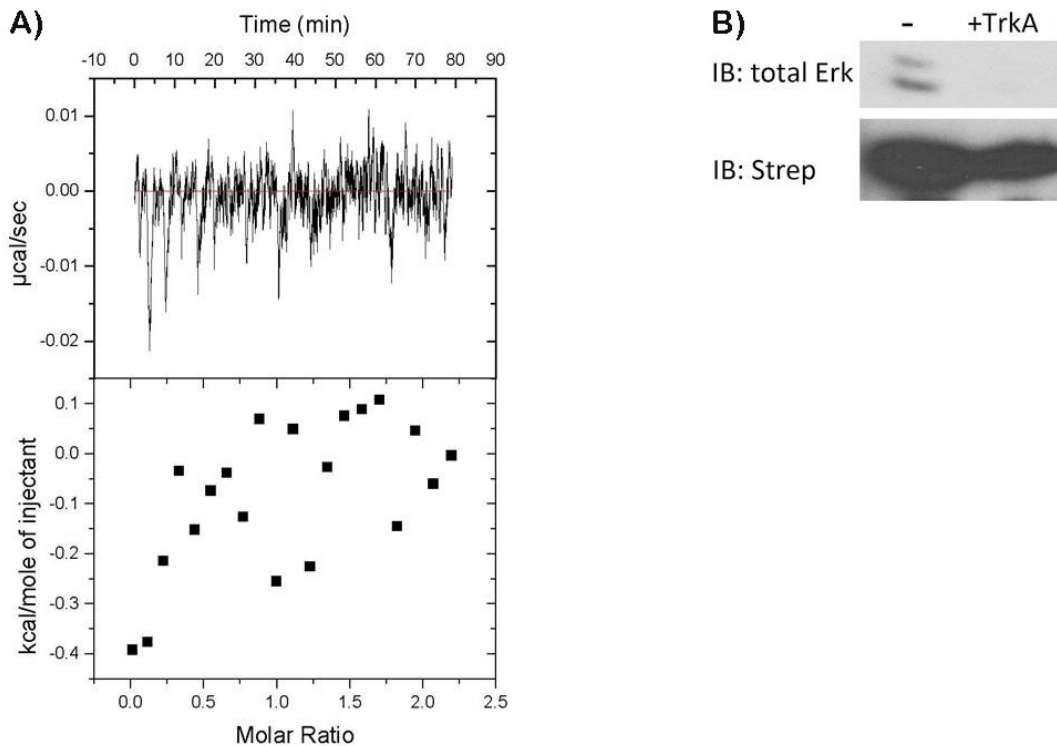 A)
Time (min)
-10 0 10 20 30 40 50 60 70 80 90
0.01
0.00
-0.01
-0.02
µcal/sec
0.1
0.0
-0.1
-0.2
-0.3
-0.4
kcal/mole of injectant
0.0 0.5 1.0 1.5 2.0 2.5
Molar Ratio
B)
- +TrkA
IB: total Erk
IB: Strep